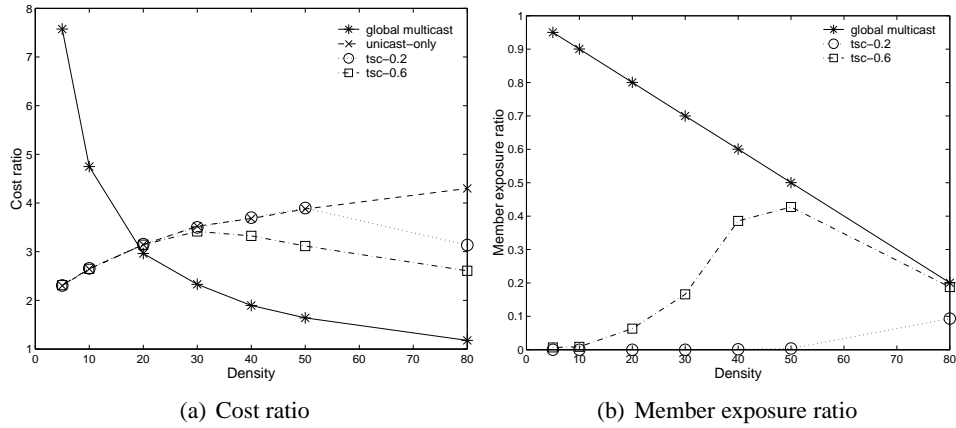 8
7
6
5
4
3
2
1
0 10 20 30 40 50 60 70 80
Cost ratio
Density
global multicast
unicast−only
tsc−0.2
tsc−0.6
(a) Cost ratio
1
0.9
0.8
0.7
0.6
0.5
0.4
0.3
0.2
0.1
0
0 10 20 30 40 50 60 70 80
Member exposure ratio
Density
global multicast
tsc−0.2
tsc−0.6
(b) Member exposure ratio